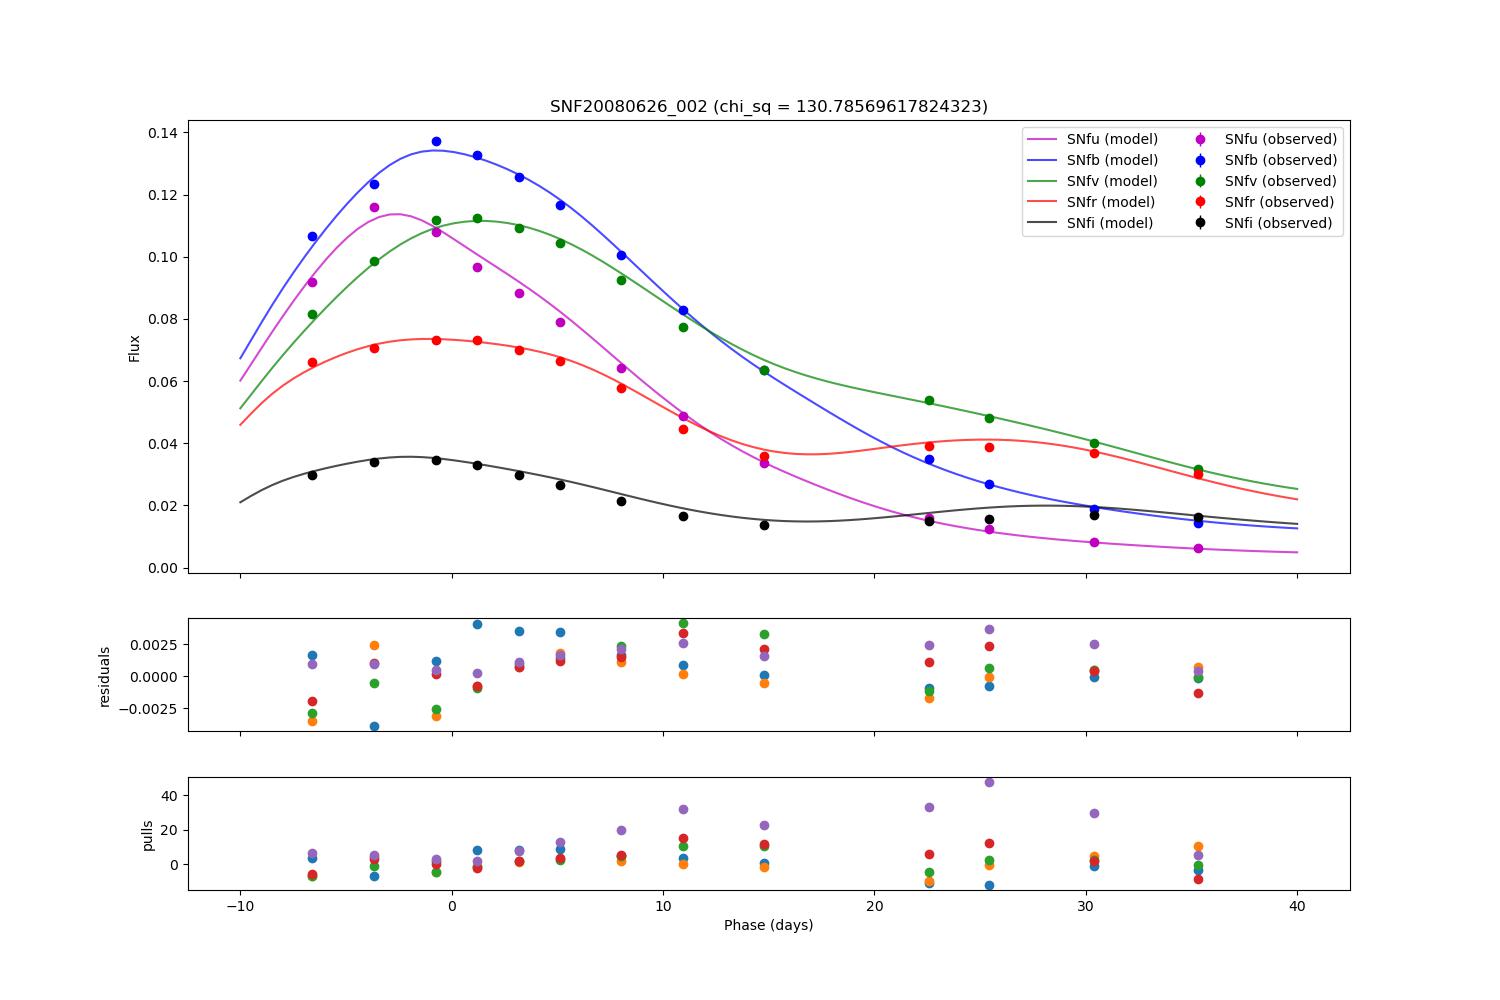 SNF20080626_002 (chi_sq = 130.78569617824323)
0.14
0.12
0.10
0.08
0.06
0.04
0.02
0.00
Flux
SNfu (model) SNfu (observed)
SNfb (model) SNfb (observed)
SNfv (model) SNfv (observed)
SNfr (model) SNfr (observed)
SNfi (model) SNfi (observed)
0.0025
0.0000
−0.0025
residuals
40
20
0
pulls
−10 0 10 20 30 40
Phase (days)